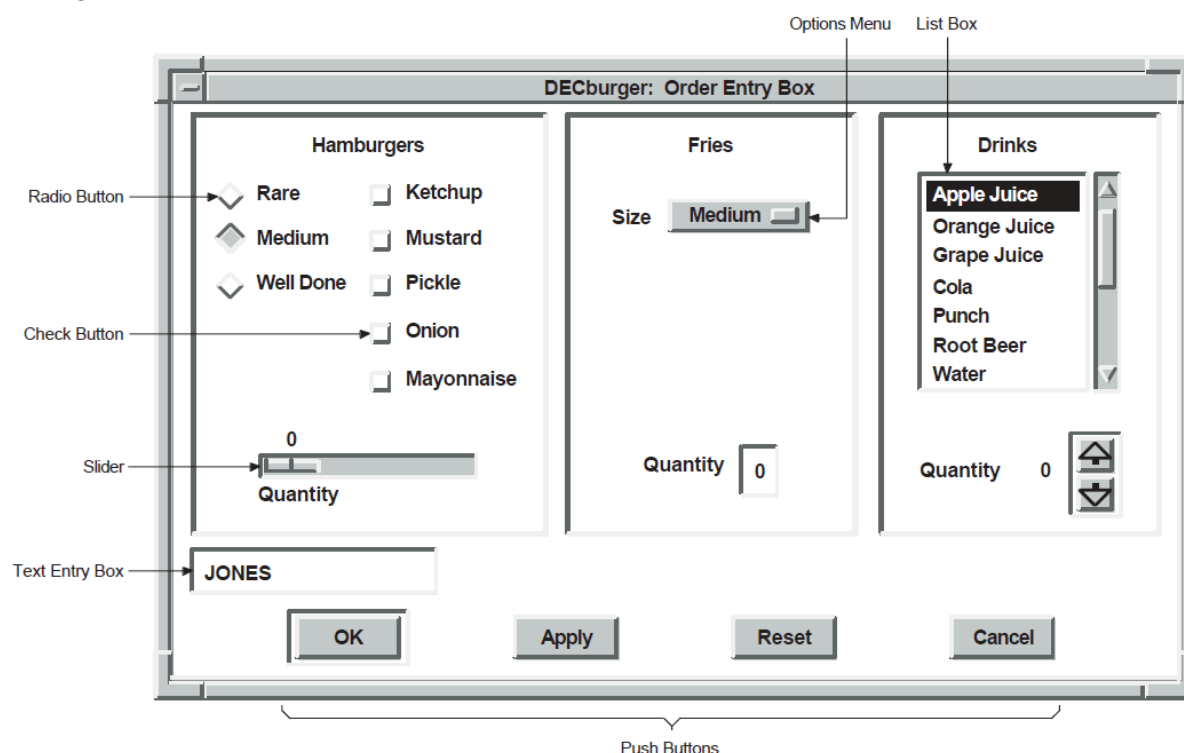 Options Menu List Box
DECburger: Order Entry Box
Hamburgers
Radio Button
Rare
Medium
Well Done
Ketchup
Mustard
Pickle
Check Button
Onion
Mayonnaise
0
Slider
Quantity
Fries
Size Medium
Quantity 0
Drinks
Apple Juice
Orange Juice
Grape Juice
Cola
Punch
Root Beer
Water
Quantity 0
Text Entry Box
JONES
OK Apply Reset Cancel
Push Buttons